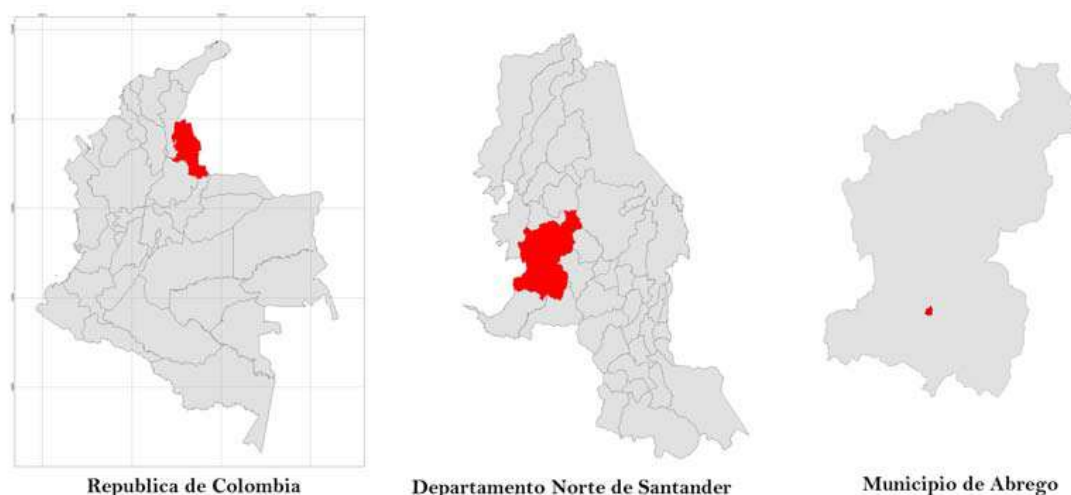 Republica de Colombia
Departamento Norte de Santander
Municipio de Abrego